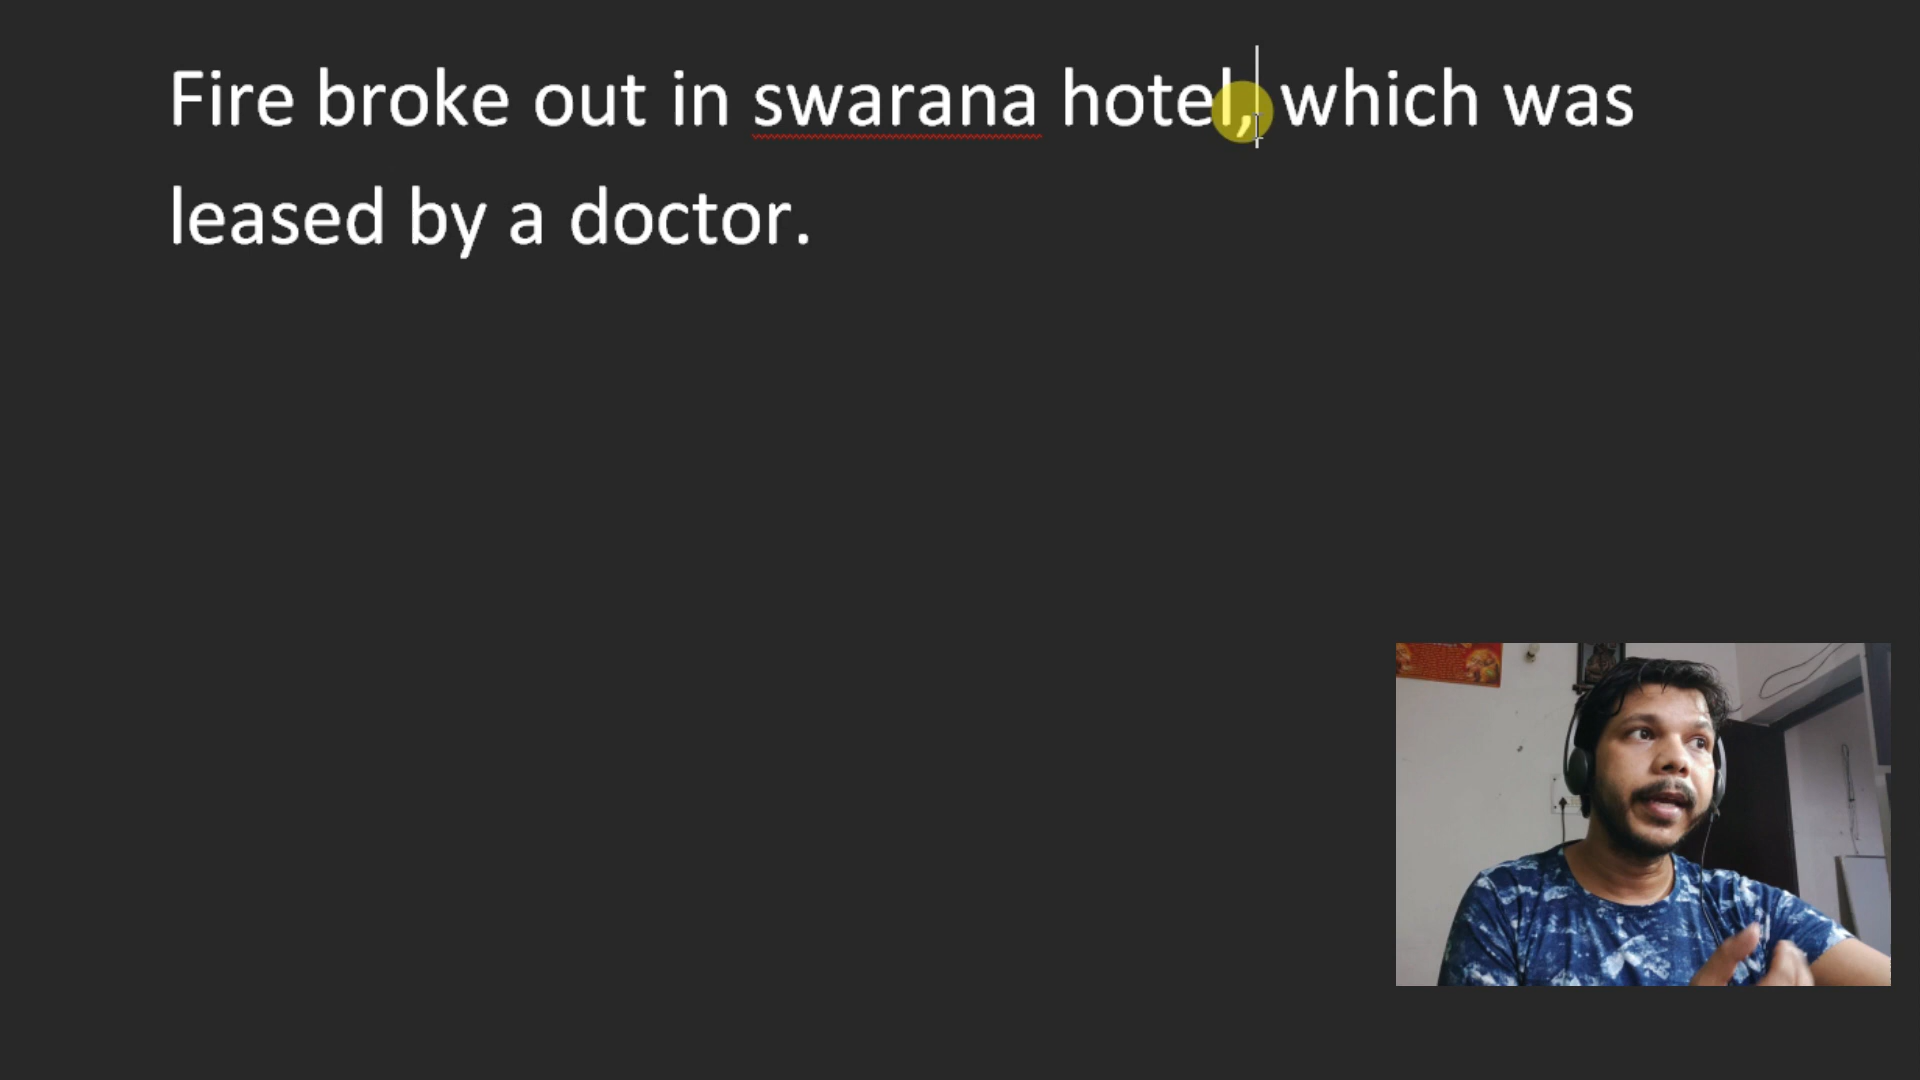 Fire broke out in swarana hotel, which was
leased by a doctor.